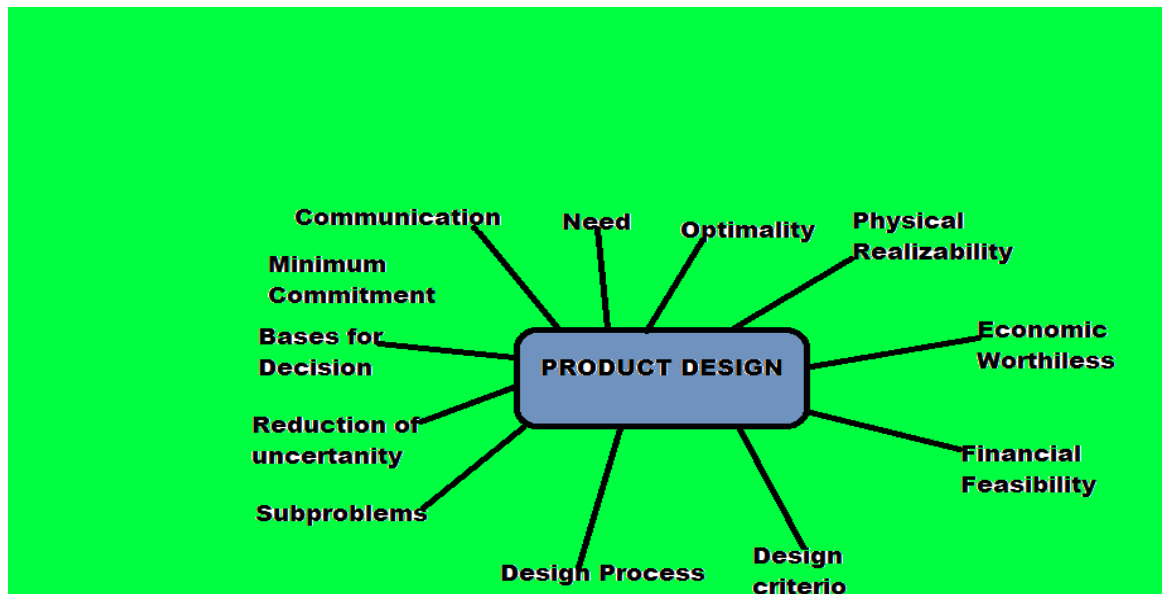 Communication
Need
Optimality
Physical
Realizability
Minimum
Commitment
Bases for
Decision
PRODUCT DESIGN
Economic
Worthiless
Reduction of
uncertanity
Financial
Feasibility
Subproblems
Design Process
Design
criterio